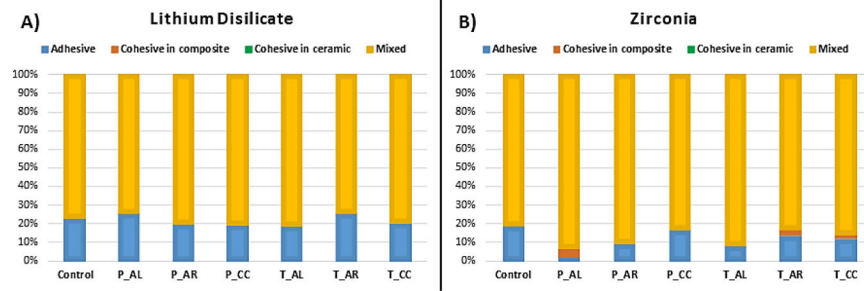 A)
Lithium Disilicate
Adhesive Cohesive in composite Cohesive in ceramic Mixed
100%
90%
80%
70%
60%
50%
40%
30%
20%
10%
0%
Control P_AL P_AR P_CC T_AL T_AR T_CC
B)
Zirconia
Adhesive Cohesive in composite Cohesive in ceramic Mixed
100%
90%
80%
70%
60%
50%
40%
30%
20%
10%
0%
Control P_AL P_AR P_CC T_AL T_AR T_CC